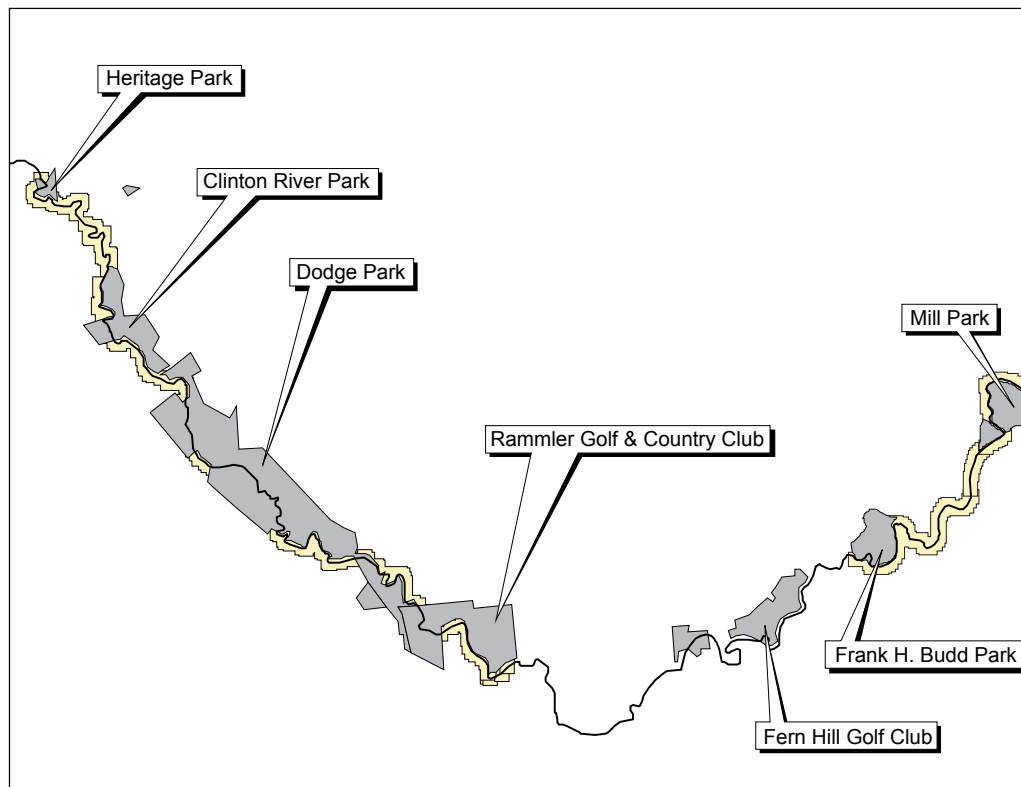 Heritage Park
Clinton River Park
Dodge Park
Mill Park
Rammler Golf & Country Club
Frank H. Budd Park
Fern Hill Golf Club